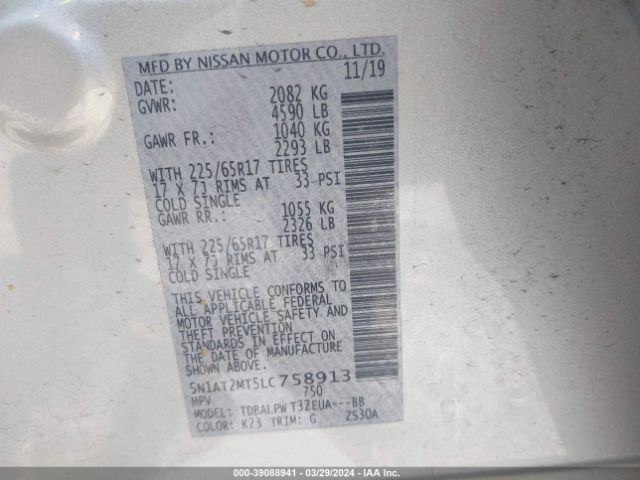 MFD BY NISSAN MOTOR CO., LTD.
DATE: 11/19
GVWR: 2082 KG
4590 LB
GAWR FR.: 1040 KG
2293 LB
WITH 225/65R17 TIRES
17 X 7J RIMS AT 33 PSI
COLD SINGLE
GAWR RR.: 1055 KG
2326 LB
WITH 225/65R17 TIRES
17 X 7J RIMS AT 33 PSI
COLD SINGLE
THIS VEHICLE CONFORMS TO
ALL APPLICABLE FEDERAL
MOTOR VEHICLE SAFETY AND
THEFT PREVENTION
STANDARDS IN EFFECT ON
THE DATE OF MANUFACTURE
SHOWN ABOVE.
5N1AT2MT5LC758913
MPV 750
MODEL: TDBALPW T32EUA---BB
COLOR: K23 TRIM: G 2S30A
000-39088941 - 03/29/2024 - IAA Inc.